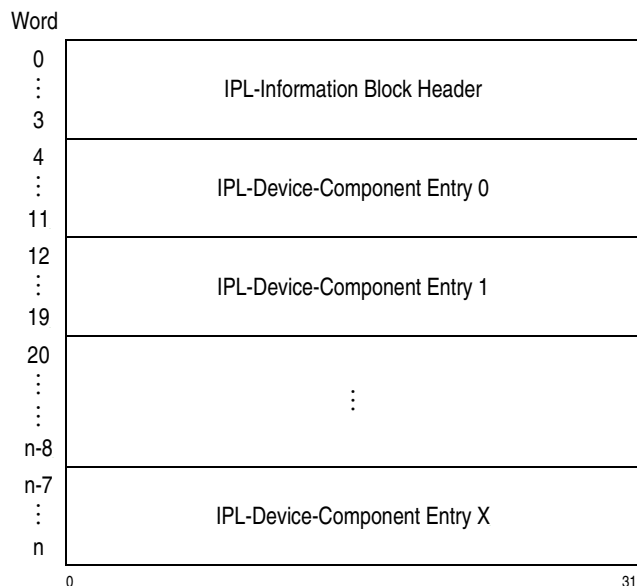 Word
0
⋮
3
IPL-Information Block Header
4
⋮
11
IPL-Device-Component Entry 0
12
⋮
19
IPL-Device-Component Entry 1
20
⋮
⋮
n-8
⋮
n-7
⋮
n
IPL-Device-Component Entry X
0 31